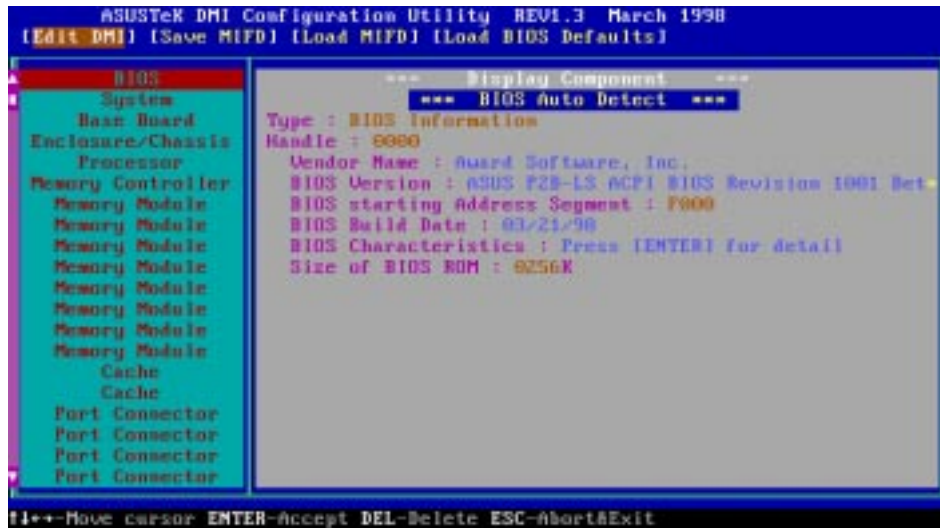 ASUSTeK DMI Configuration Utility REV1.3 March 1998
[Edit DMI] [Save MIFD] [Load MIFD] [Load BIOS Defaults]
BIOS
System
Base Board
Enclosure/Chassis
Processor
Memory Controller
Memory Module
Memory Module
Memory Module
Memory Module
Memory Module
Memory Module
Memory Module
Memory Module
Cache
Cache
Port Connector
Port Connector
Port Connector
Port Connector
*** Display Component ***
*** BIOS Auto Detect ***
Type : BIOS Information
Handle : 0000
Vendor Name : Award Software, Inc.
BIOS Version : ASUS P2B-LS ACPI BIOS Revision 1001 Bet
BIOS starting Address Segment : F000
BIOS Build Date : 03/21/98
BIOS Characteristics : Press [ENTER] for detail
Size of BIOS ROM : 0256K
↑↓←→-Move cursor ENTER-Accept DEL-Delete ESC-Abort&Exit